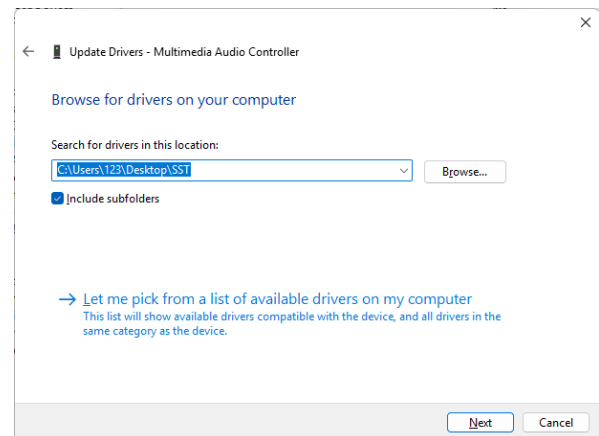 Update Drivers - Multimedia Audio Controller
Browse for drivers on your computer
Search for drivers in this location:
C:\Users\123\Desktop\SST
Browse...
Include subfolders
Let me pick from a list of available drivers on my computer
This list will show available drivers compatible with the device, and all drivers in the
same category as the device.
Next
Cancel